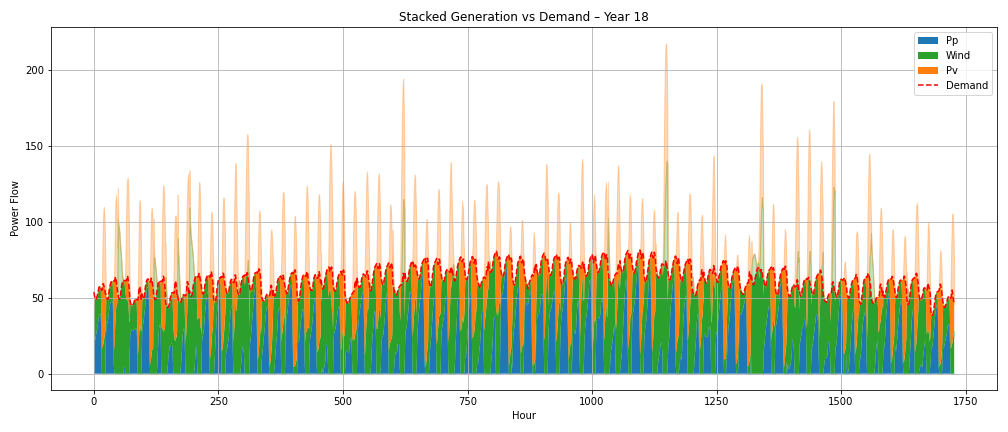 Stacked Generation vs Demand – Year 18
Pp
Wind
Pv
Demand
Power Flow
200
150
100
50
0
0
250
500
750
1000
1250
1500
1750
Hour